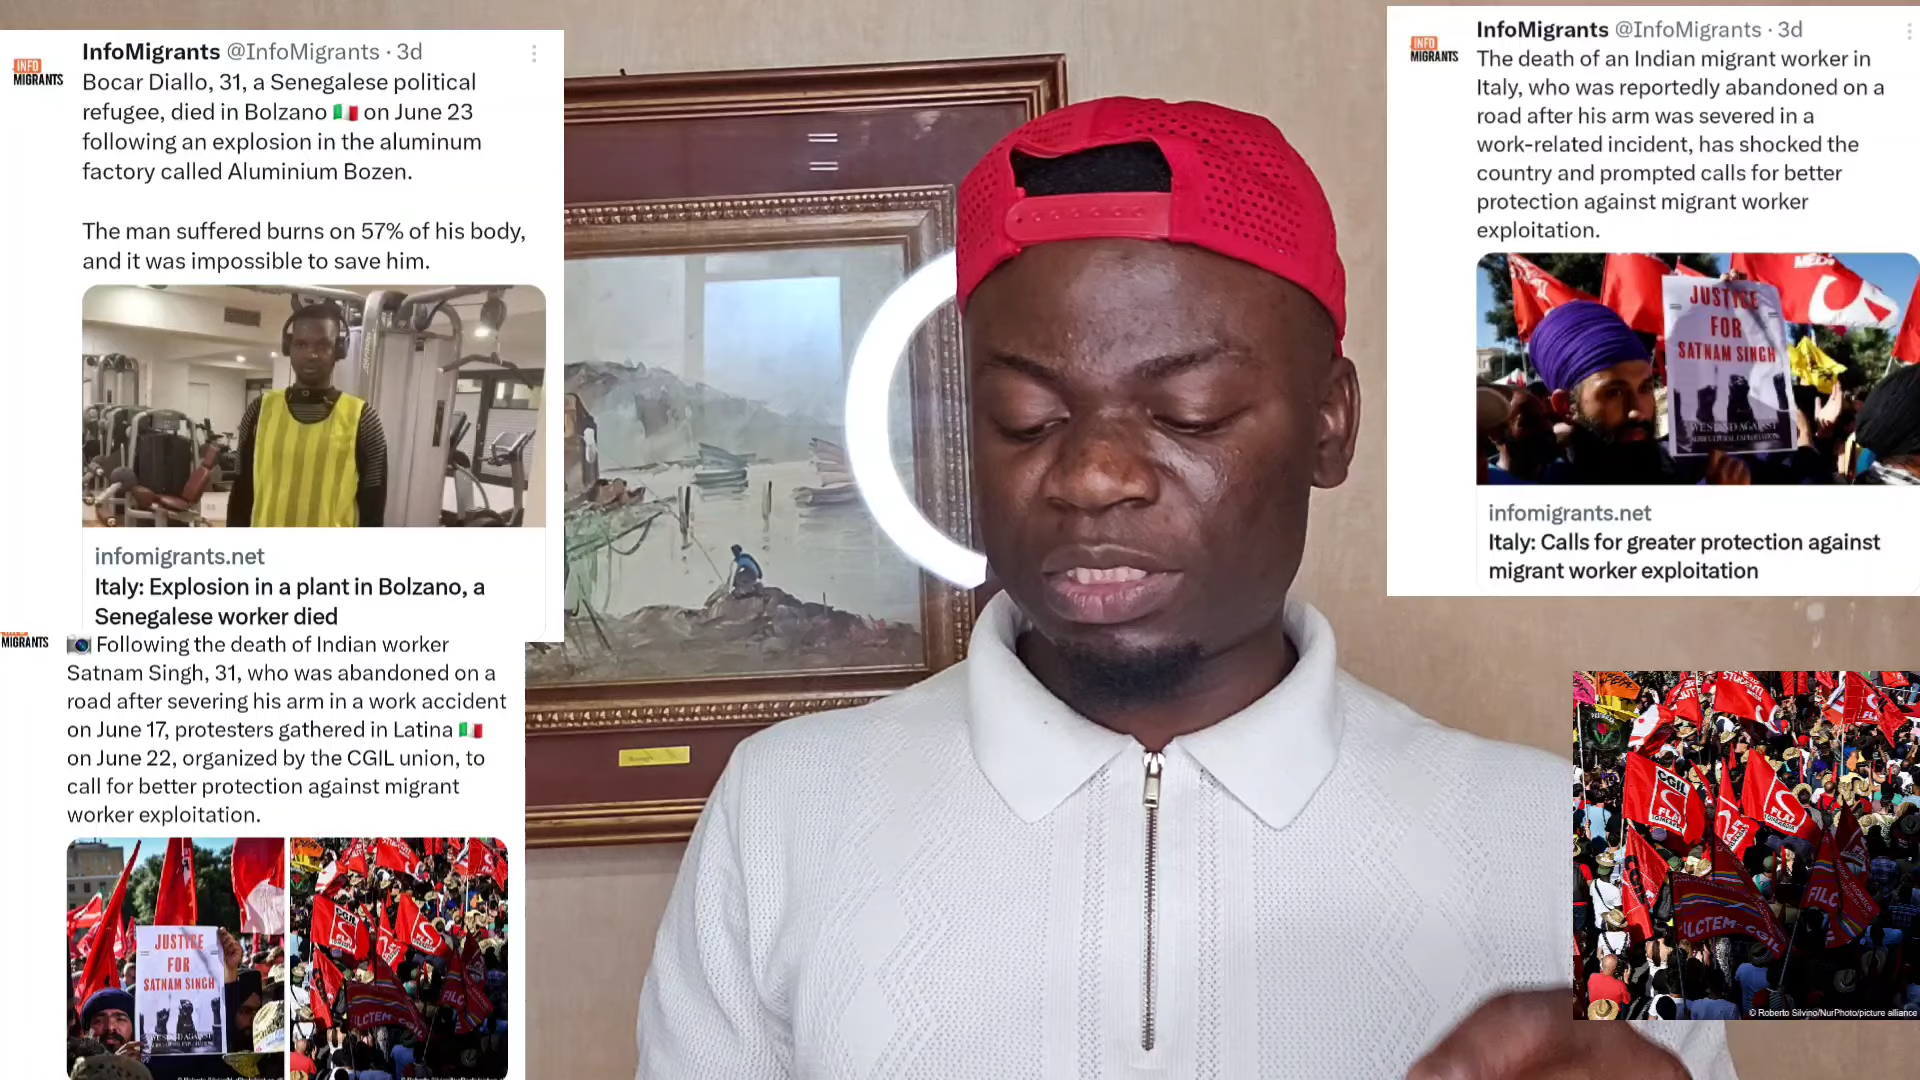 InfoMigrants @InfoMigrants · 3d
INFO
MIGRANTS
Bocar Diallo, 31, a Senegalese political
refugee, died in Bolzano 🇮🇹 on June 23
following an explosion in the aluminum
factory called Aluminium Bozen.
The man suffered burns on 57% of his body,
and it was impossible to save him.
infomigrants.net
Italy: Explosion in a plant in Bolzano, a
Senegalese worker died
MIGRANTS
📷 Following the death of Indian worker
Satnam Singh, 31, who was abandoned on a
road after severing his arm in a work accident
on June 17, protesters gathered in Latina 🇮🇹
on June 22, organized by the CGIL union, to
call for better protection against migrant
worker exploitation.
JUSTICE
FOR
SATNAM SINGH
CGIL
InfoMigrants @InfoMigrants · 3d
INFO
MIGRANTS
The death of an Indian migrant worker in
Italy, who was reportedly abandoned on a
road after his arm was severed in a
work-related incident, has shocked the
country and prompted calls for better
protection against migrant worker
exploitation.
JUSTICE
FOR
SATNAM SINGH
infomigrants.net
Italy: Calls for greater protection against
migrant worker exploitation
CGIL
FILCTEM-CGIL
© Roberto Silvino/NurPhoto/picture alliance